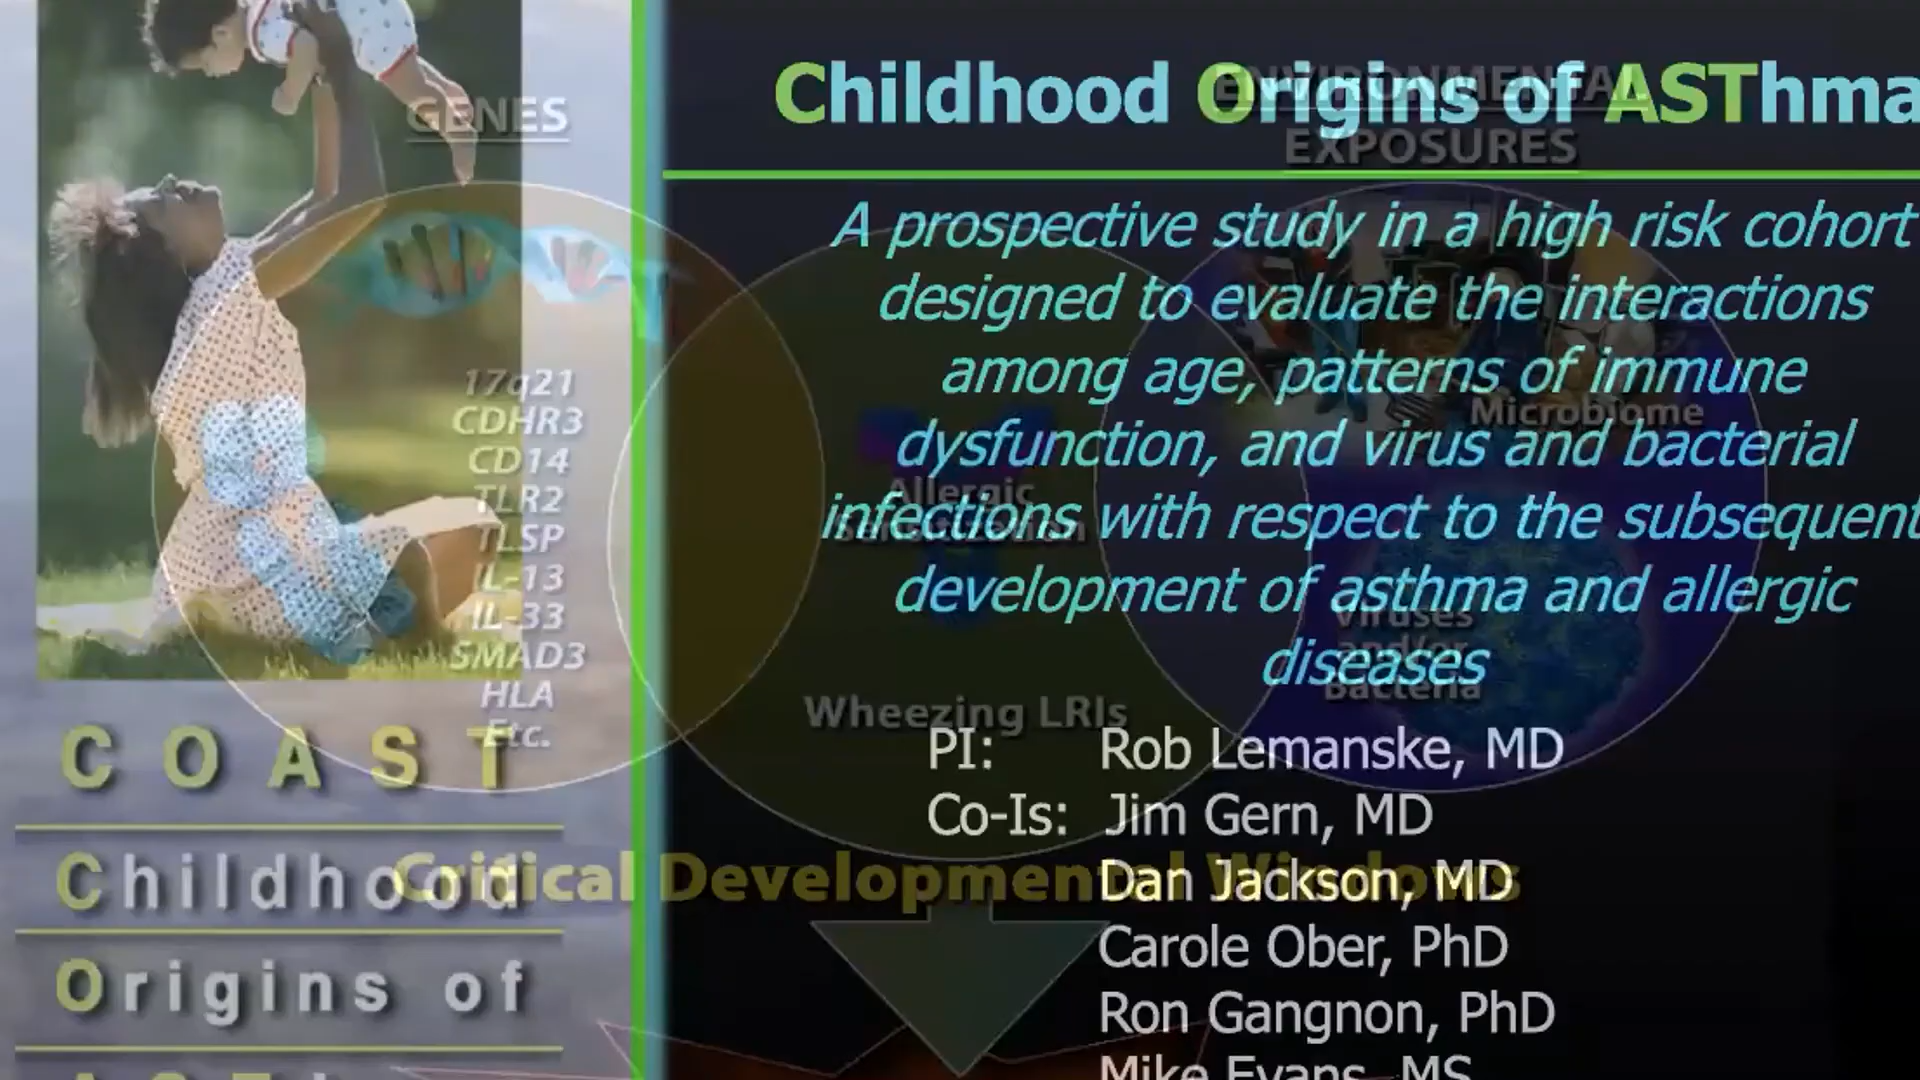 GENES
17q21
CDHR3
CD14
TLR2
TLSP
IL-13
IL-33
SMAD3
HLA
Etc.
C O A S T
Childhood
Origins of
Childhood Origins of ASThma
ENVIRONMENTAL
EXPOSURES
A prospective study in a high risk cohort
designed to evaluate the interactions
among age, patterns of immune
dysfunction, and virus and bacterial
infections with respect to the subsequent
development of asthma and allergic
diseases
Microbiome
Allergic
Sensitization
Viruses
and/or
Bacteria
Wheezing LRIs
PI: Rob Lemanske, MD
Co-Is: Jim Gern, MD
Dan Jackson, MD
Carole Ober, PhD
Ron Gangnon, PhD
Mike Evans, MS
Critical Developmental Windows